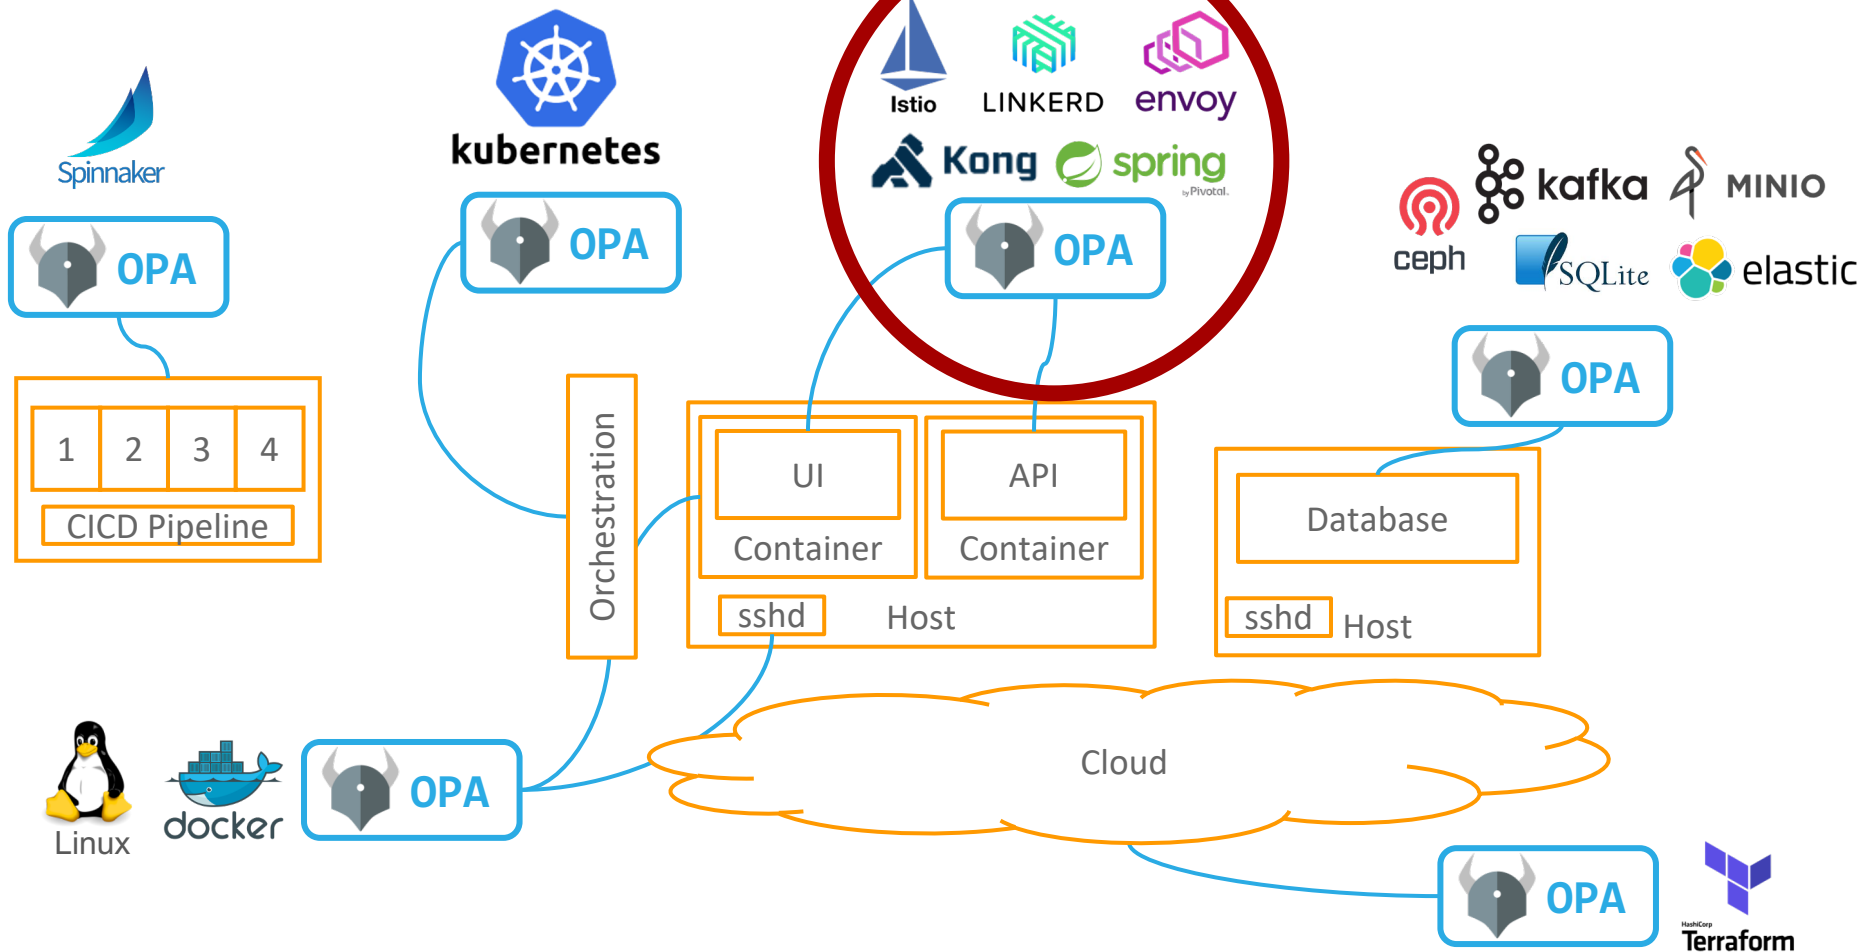 Spinnaker
OPA
1 2 3 4
CICD Pipeline
kubernetes
OPA
Orchestration
Istio
LINKERD
envoy
Kong
spring
by Pivotal.
OPA
UI
Container
API
Container
sshd
Host
ceph
kafka
MINIO
SQLite
elastic
OPA
Database
sshd
Host
Linux
docker
OPA
Cloud
OPA
HashiCorp
Terraform